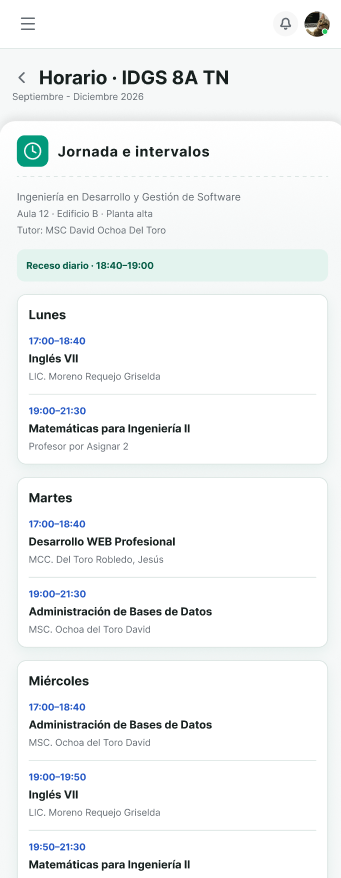 Horario · IDGS 8A TN
Septiembre - Diciembre 2026
Jornada e intervalos
Ingeniería en Desarrollo y Gestión de Software
Aula 12 · Edificio B · Planta alta
Tutor: MSC David Ochoa Del Toro
Receso diario · 18:40–19:00
Lunes
17:00–18:40
Inglés VII
LIC. Moreno Requejo Griselda
19:00–21:30
Matemáticas para Ingeniería II
Profesor por Asignar 2
Martes
17:00–18:40
Desarrollo WEB Profesional
MCC. Del Toro Robledo, Jesús
19:00–21:30
Administración de Bases de Datos
MSC. Ochoa del Toro David
Miércoles
17:00–18:40
Administración de Bases de Datos
MSC. Ochoa del Toro David
19:00–19:50
Inglés VII
LIC. Moreno Requejo Griselda
19:50–21:30
Matemáticas para Ingeniería II